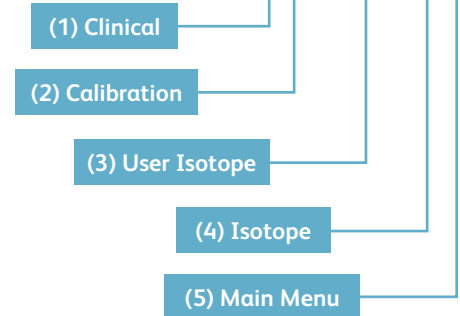 (1) Clinical
(2) Calibration
(3) User Isotope
(4) Isotope
(5) Main Menu